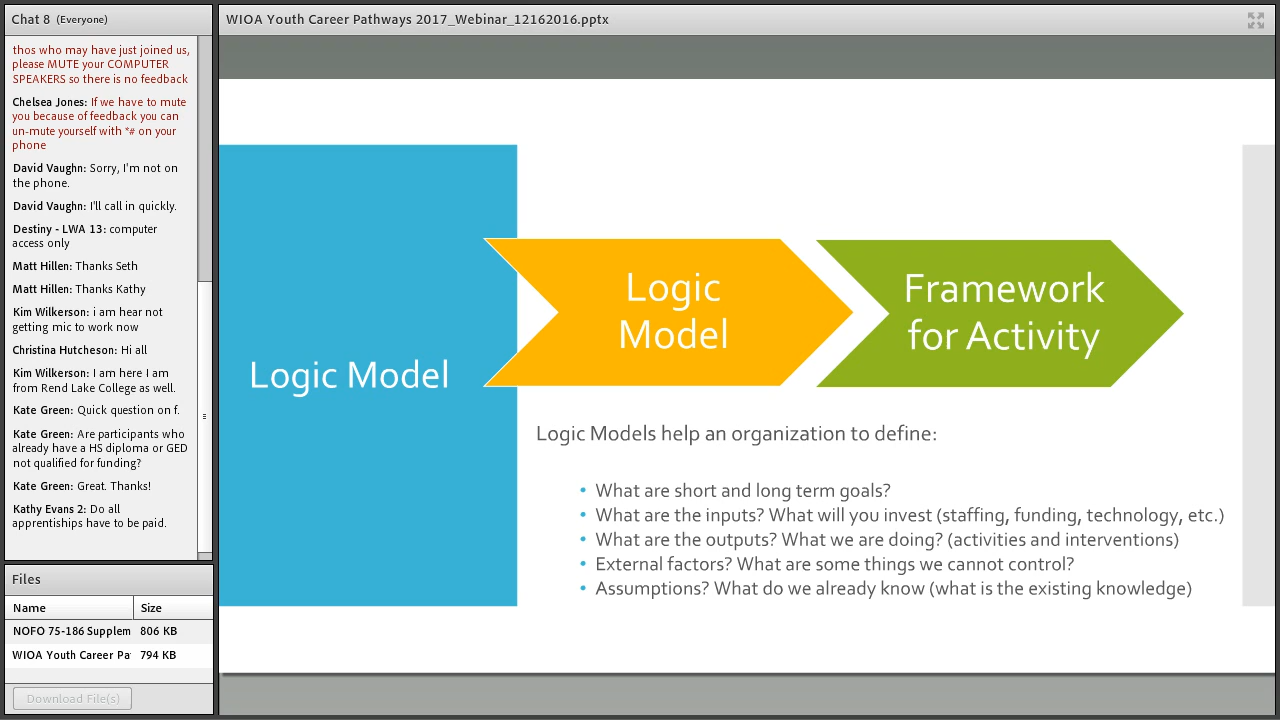 Chat 8 (Everyone)
thos who may have just joined us,
please MUTE your COMPUTER
SPEAKERS so there is no feedback
Chelsea Jones: If we have to mute
you because of feedback you can
un-mute yourself with *# on your
phone
David Vaughn: Sorry, I'm not on
the phone.
David Vaughn: I'll call in quickly.
Destiny - LWA 13: computer
access only
Matt Hillen: Thanks Seth
Matt Hillen: Thanks Kathy
Kim Wilkerson: i am hear not
getting mic to work now
Christina Hutcheson: Hi all
Kim Wilkerson: I am here I am
from Rend Lake College as well.
Kate Green: Quick question on f.
Kate Green: Are participants who
already have a HS diploma or GED
not qualified for funding?
Kate Green: Great. Thanks!
Kathy Evans 2: Do all
apprentiships have to be paid.
Files
Name Size
NOFO 75-186 Supplem 806 KB
WIOA Youth Career Pa 794 KB
Download File(s)
WIOA Youth Career Pathways 2017_Webinar_12162016.pptx
Logic Model
Logic
Model
Framework
for Activity
Logic Models help an organization to define:
• What are short and long term goals?
• What are the inputs? What will you invest (staffing, funding, technology, etc.)
• What are the outputs? What we are doing? (activities and interventions)
• External factors? What are some things we cannot control?
• Assumptions? What do we already know (what is the existing knowledge)